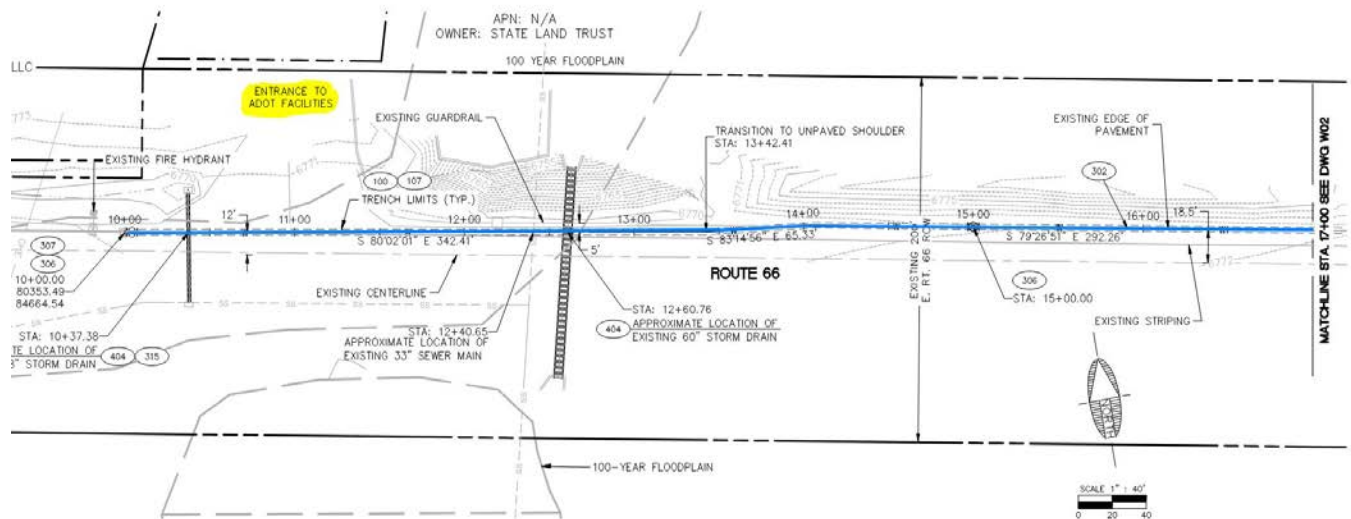 APN: N/A
OWNER: STATE LAND TRUST
LLC
100 YEAR FLOODPLAIN
ENTRANCE TO
ADOT FACILITIES
EXISTING GUARDRAIL
TRANSITION TO UNPAVED SHOULDER
STA: 13+42.41
EXISTING EDGE OF
PAVEMENT
EXISTING FIRE HYDRANT
100
107
302
TRENCH LIMITS (TYP.)
10+00
12'
11+00
12+00
13+00
6770
14+00
15+00
16+00
18.5'
S 80°02'01" E 342.41
5'
S 83°14'56" E 65.33'
S 79°26'51" E 292.26
307
306
10+00.00
80353.49
84664.54
ROUTE 66
EXISTING 200'
E. RT. 66 ROW
306
STA: 15+00.00
6775
EXISTING CENTERLINE
STA: 12+60.76
404
APPROXIMATE LOCATION OF
EXISTING 60" STORM DRAIN
EXISTING STRIPING
STA: 10+37.38
TE LOCATION OF
8" STORM DRAIN
404
315
STA: 12+40.65
APPROXIMATE LOCATION OF
EXISTING 33" SEWER MAIN
SS
MATCHLINE STA. 17+00 SEE DWG W02
NORTH
100-YEAR FLOODPLAIN
SCALE 1" : 40'
0 20 40